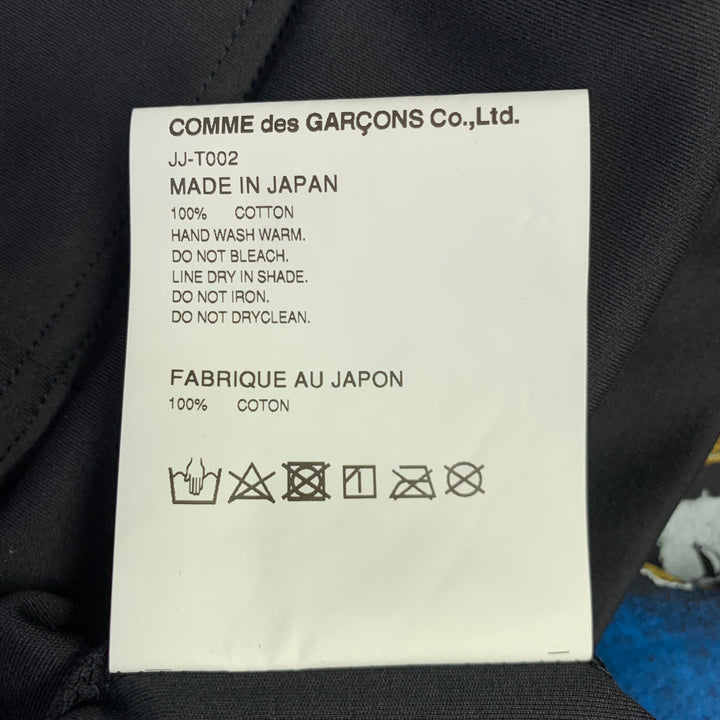 COMME des GARÇONS Co.,Ltd.
JJ-T002
MADE IN JAPAN
100% COTTON
HAND WASH WARM.
DO NOT BLEACH.
LINE DRY IN SHADE.
DO NOT IRON.
DO NOT DRYCLEAN.
FABRIQUE AU JAPON
100% COTON